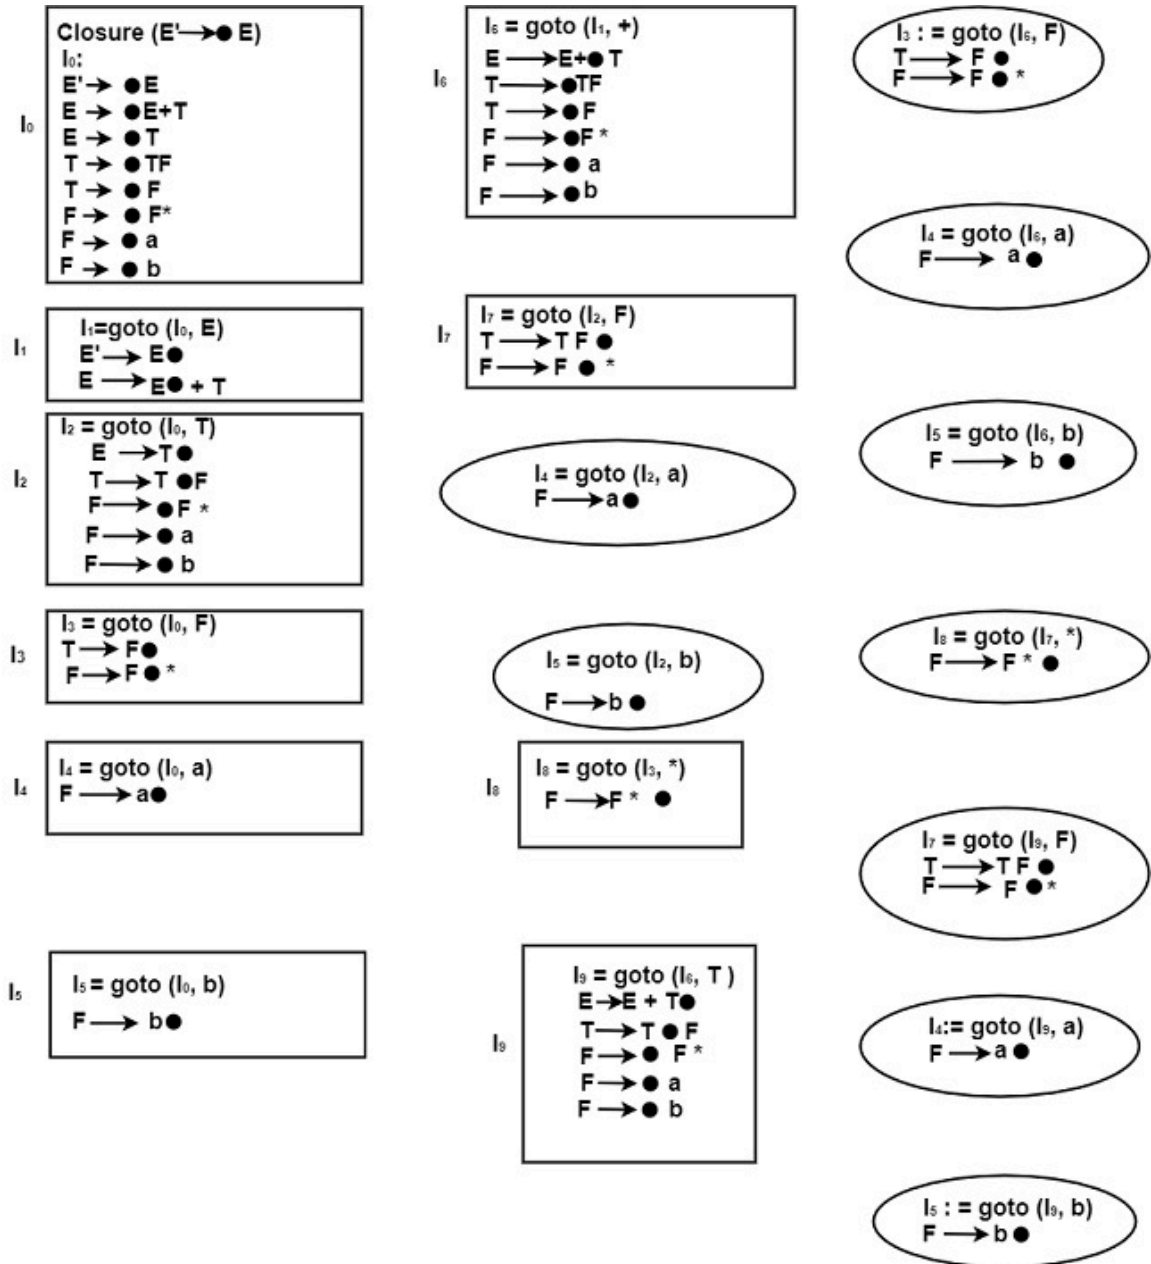 Closure (E'→● E)
I₀:
I₀
E'→ ●E
E → ●E+T
E → ●T
T → ●TF
T → ●F
F → ● F*
F → ● a
F → ● b
I₁
I₁=goto (I₀, E)
E' → E●
E → E● + T
I₂
I₂ = goto (I₀, T)
E → T●
T → T ●F
F → ●F *
F → ● a
F → ● b
I₃
I₃ = goto (I₀, F)
T → F●
F → F ● *
I₄
I₄ = goto (I₀, a)
F → a●
I₅
I₅ = goto (I₀, b)
F → b●
I₆
I₆ = goto (I₁, +)
E → E+● T
T → ●TF
T → ●F
F → ●F *
F → ● a
F → ● b
I₇
I₇ = goto (I₂, F)
T → T F ●
F → F ● *
I₄ = goto (I₂, a)
F → a●
I₅ = goto (I₂, b)
F → b ●
I₈
I₈ = goto (I₃, *)
F → F * ●
I₉
I₉ = goto (I₆, T )
E → E + T●
T → T ● F
F → ● F *
F → ● a
F → ● b
I₃ : = goto (I₆, F)
T → F ●
F → F ● *
I₄ = goto (I₆, a)
F → a ●
I₅ = goto (I₆, b)
F → b ●
I₈ = goto (I₇, *)
F → F * ●
I₇ = goto (I₉, F)
T → T F ●
F → F ● *
I₄:= goto (I₉, a)
F → a ●
I₅ : = goto (I₉, b)
F → b ●